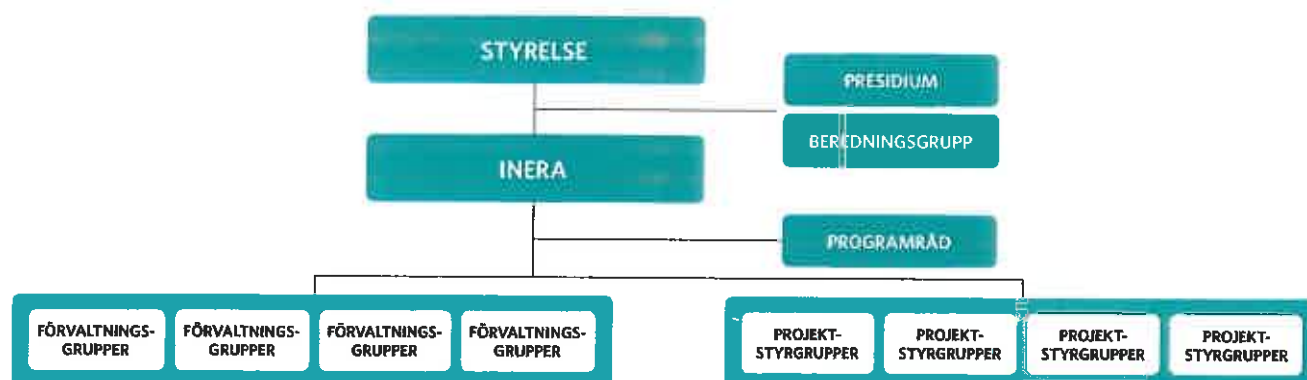 STYRELSE
PRESIDIUM
BEREDNINGSGRUPP
INERA
PROGRAMRÅD
FÖRVALTNINGS-
GRUPPER
FÖRVALTNINGS-
GRUPPER
FÖRVALTNINGS-
GRUPPER
FÖRVALTNINGS-
GRUPPER
PROJEKT-
STYRGRUPPER
PROJEKT-
STYRGRUPPER
PROJEKT-
STYRGRUPPER
PROJEKT-
STYRGRUPPER